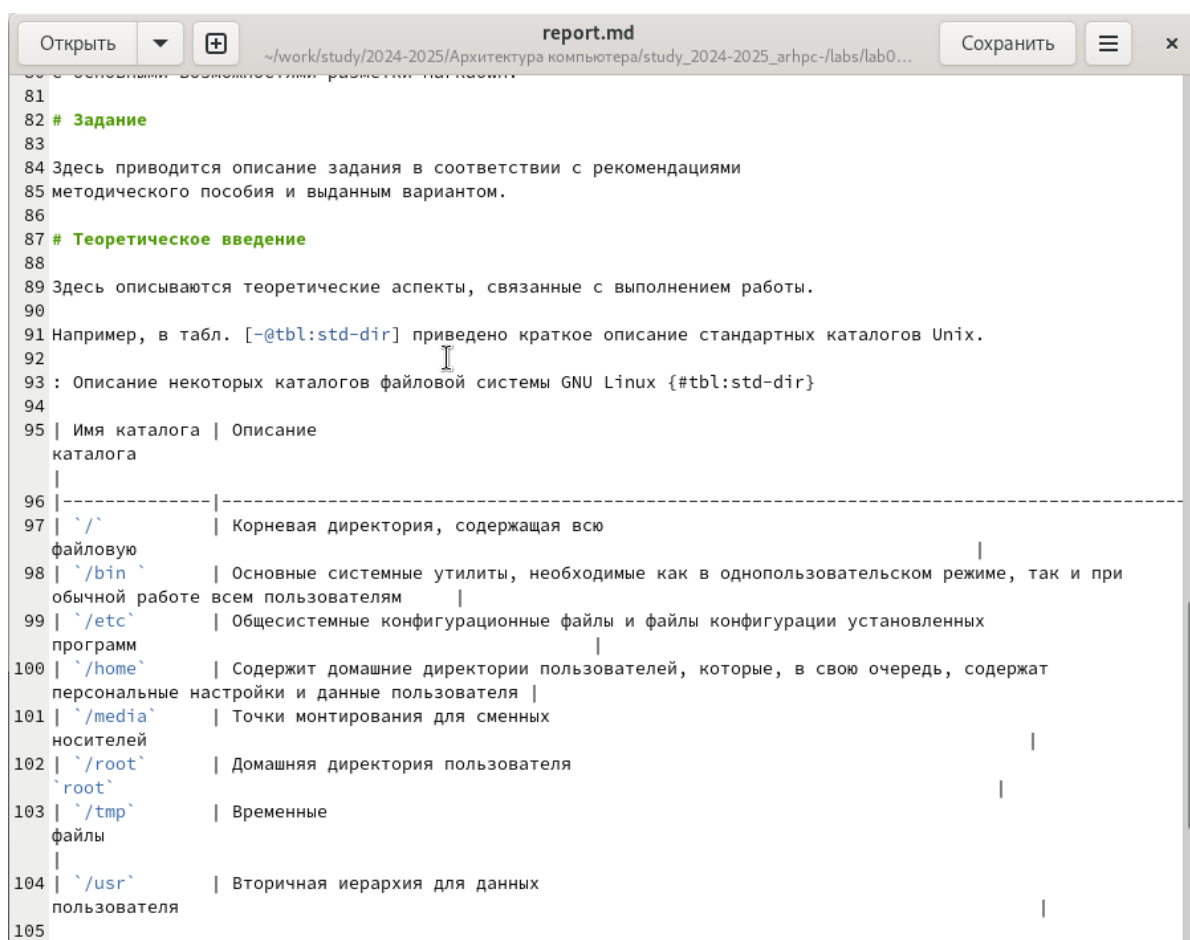 Открыть
report.md
~/work/study/2024-2025/Архитектура компьютера/study_2024-2025_arhpc-/labs/lab0…
Сохранить
80 с основными возможностями разметки Markdown.
81
82 # Задание
83
84 Здесь приводится описание задания в соответствии с рекомендациями
85 методического пособия и выданным вариантом.
86
87 # Теоретическое введение
88
89 Здесь описываются теоретические аспекты, связанные с выполнением работы.
90
91 Например, в табл. [-@tbl:std-dir] приведено краткое описание стандартных каталогов Unix.
92
93 : Описание некоторых каталогов файловой системы GNU Linux {#tbl:std-dir}
94
95 | Имя каталога | Описание
каталога
|
96 |--------------|------------------------------------------------------------------------------------------
97 | `/`          | Корневая директория, содержащая всю
файловую                                                                               |
98 | `/bin `      | Основные системные утилиты, необходимые как в однопользовательском режиме, так и при
обычной работе всем пользователям     |
99 | `/etc`       | Общесистемные конфигурационные файлы и файлы конфигурации установленных
программ                                           |
100 | `/home`      | Содержит домашние директории пользователей, которые, в свою очередь, содержат
персональные настройки и данные пользователя |
101 | `/media`     | Точки монтирования для сменных
носителей                                                                                   |
102 | `/root`      | Домашняя директория пользователя
`root`                                                                                   |
103 | `/tmp`       | Временные
файлы
|
104 | `/usr`       | Вторичная иерархия для данных
пользователя                                                                                 |
105